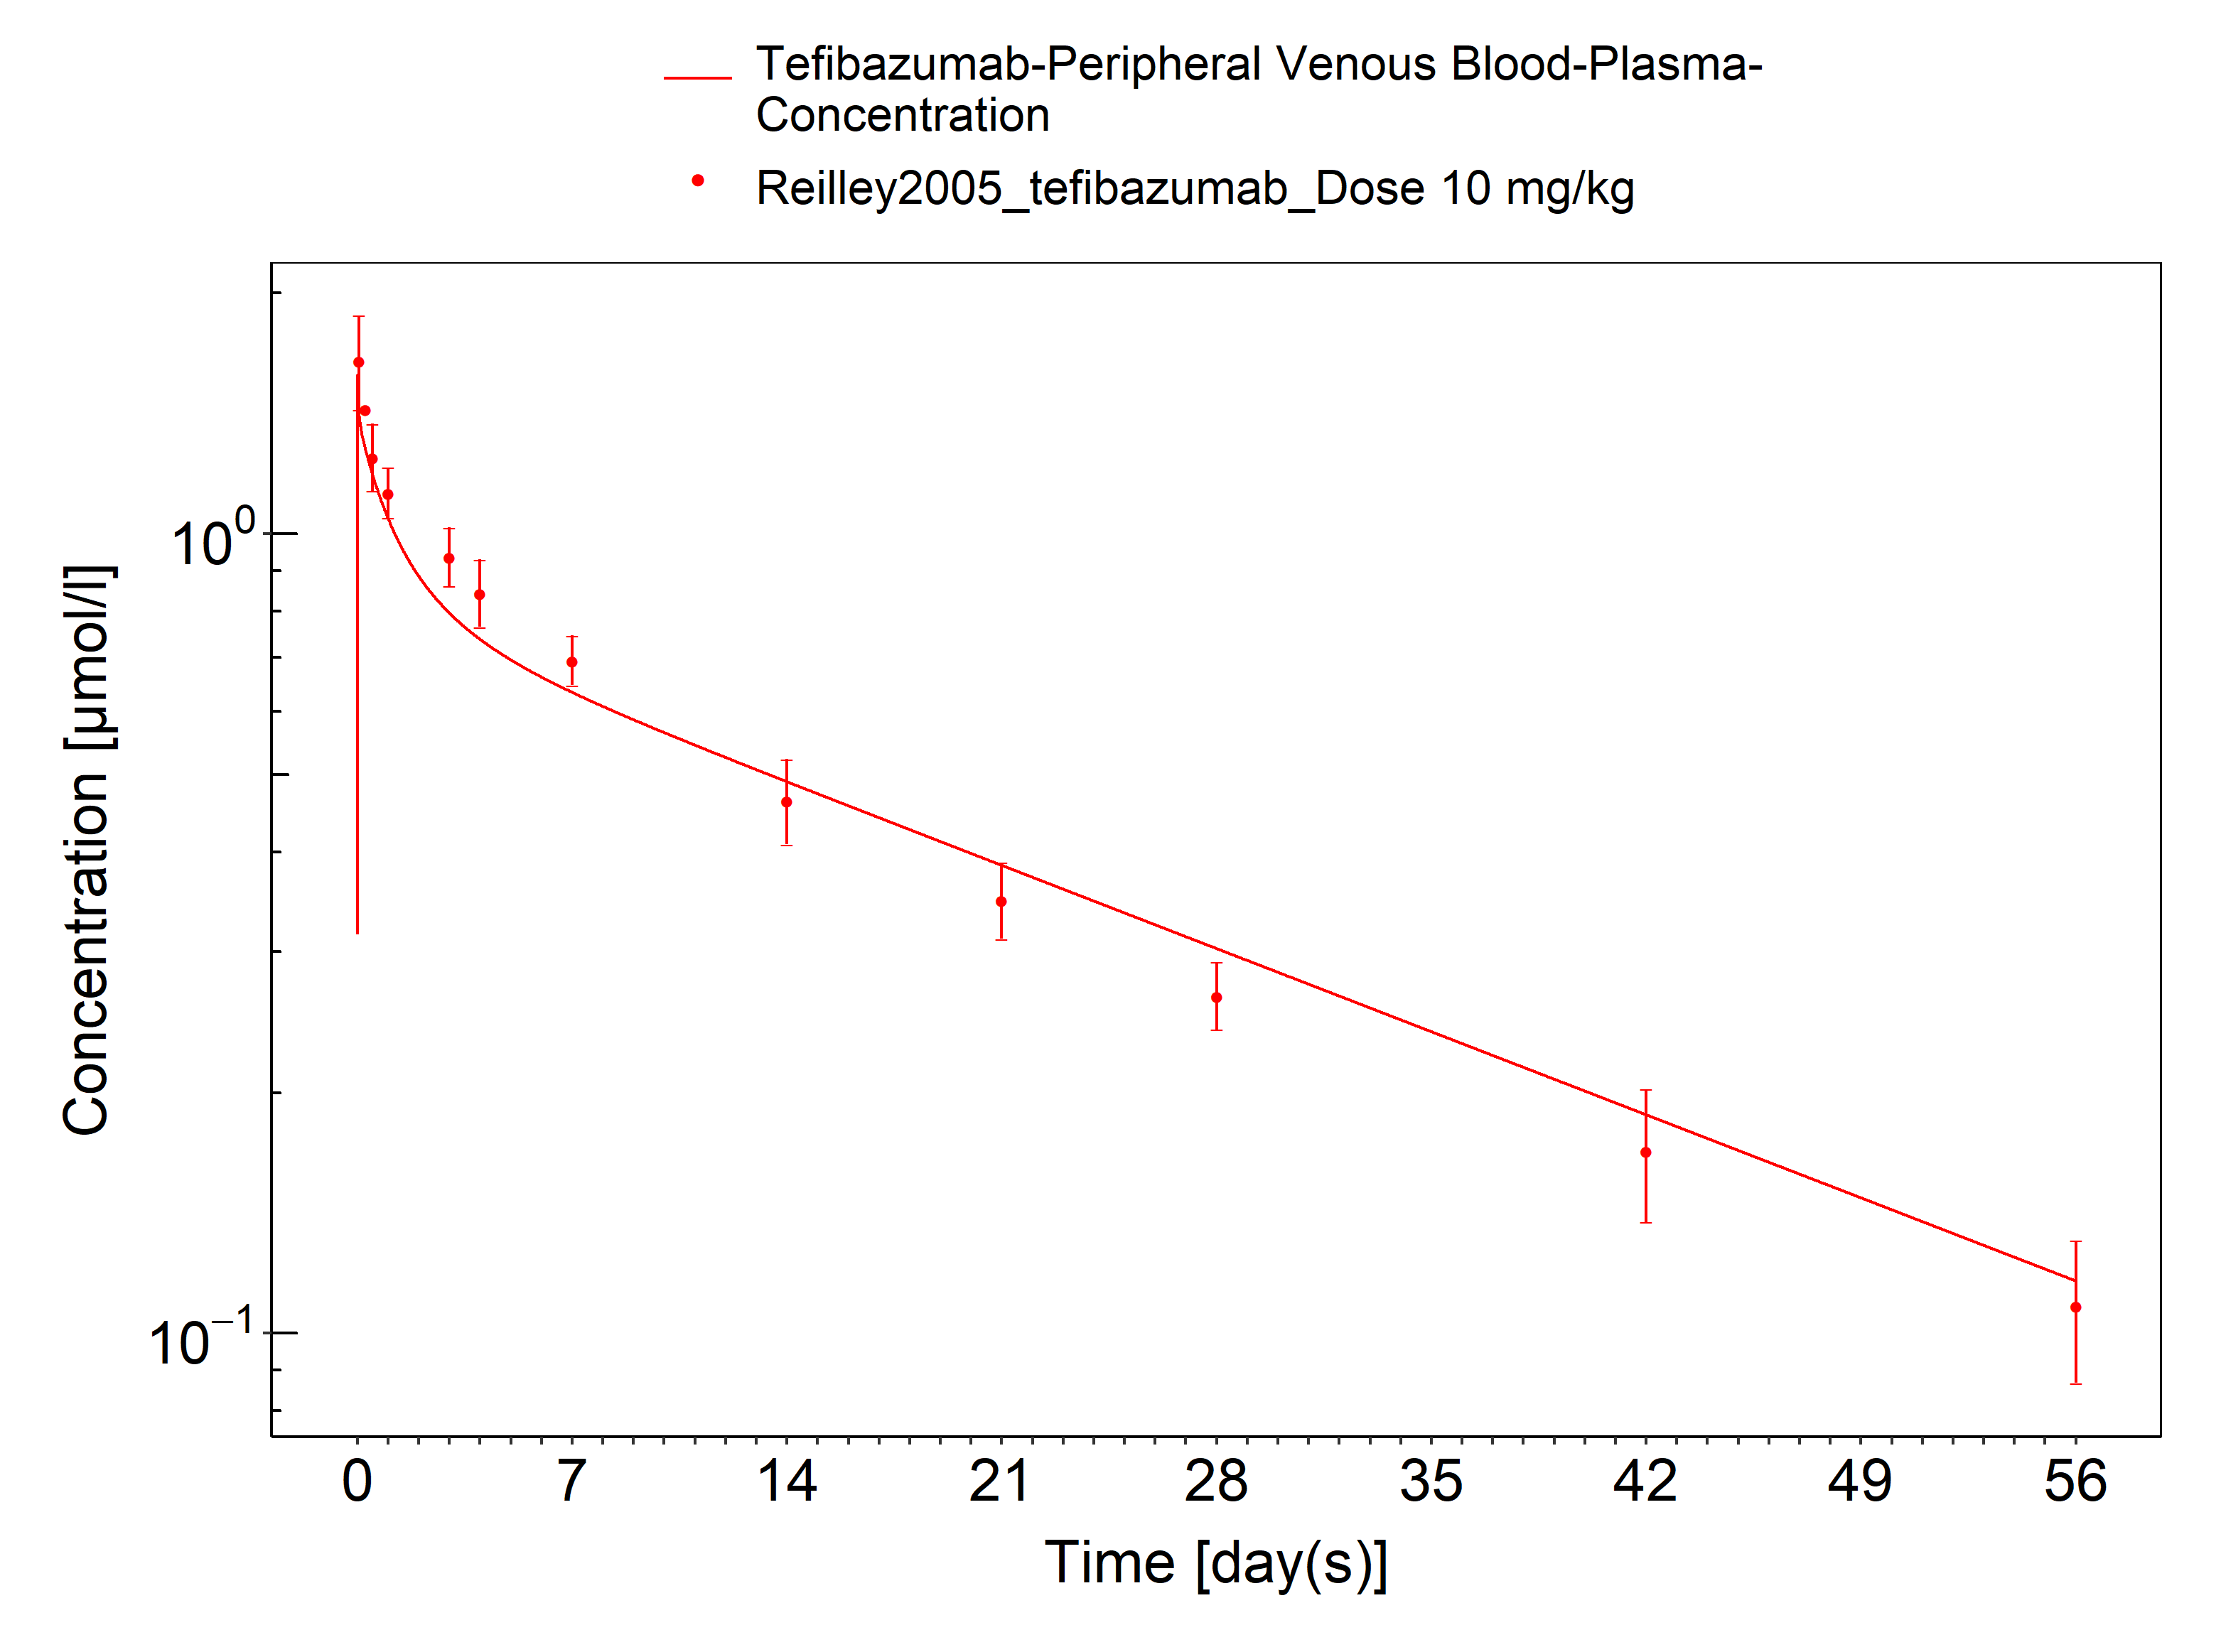 Tefibazumab-Peripheral Venous Blood-Plasma-
Concentration
Reilley2005_tefibazumab_Dose 10 mg/kg
Concentration [µmol/l]
10⁰
10⁻¹
0 7 14 21 28 35 42 49 56
Time [day(s)]